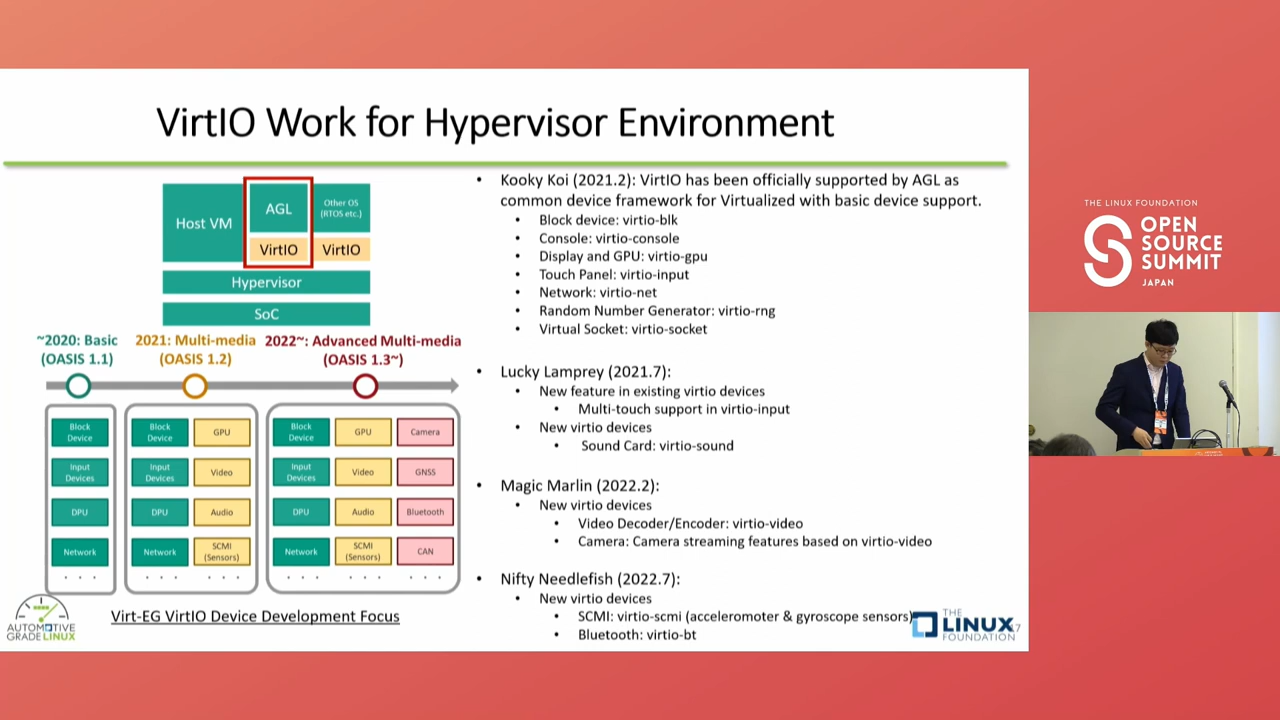 VirtIO Work for Hypervisor Environment
Host VM
AGL
Other OS
(RTOS etc.)
VirtIO
VirtIO
Hypervisor
SoC
~2020: Basic
(OASIS 1.1)
2021: Multi-media
(OASIS 1.2)
2022~: Advanced Multi-media
(OASIS 1.3~)
Block
Device
Input
Devices
DPU
Network
. . .
Block
Device
GPU
Input
Devices
Video
DPU
Audio
Network
SCMI
(Sensors)
. . .
. . .
Block
Device
GPU
Camera
Input
Devices
Video
GNSS
DPU
Audio
Bluetooth
Network
SCMI
(Sensors)
CAN
. . .
. . .
. . .
Virt-EG VirtIO Device Development Focus
AUTOMOTIVE
GRADELINUX
• Kooky Koi (2021.2): VirtIO has been officially supported by AGL as
common device framework for Virtualized with basic device support.
• Block device: virtio-blk
• Console: virtio-console
• Display and GPU: virtio-gpu
• Touch Panel: virtio-input
• Network: virtio-net
• Random Number Generator: virtio-rng
• Virtual Socket: virtio-socket
• Lucky Lamprey (2021.7):
• New feature in existing virtio devices
• Multi-touch support in virtio-input
• New virtio devices
• Sound Card: virtio-sound
• Magic Marlin (2022.2):
• New virtio devices
• Video Decoder/Encoder: virtio-video
• Camera: Camera streaming features based on virtio-video
• Nifty Needlefish (2022.7):
• New virtio devices
• SCMI: virtio-scmi (acceleromoter & gyroscope sensors)
• Bluetooth: virtio-bt
THE
LINUX
FOUNDATION
THE LINUX FOUNDATION
OPEN
SOURCE
SUMMIT
JAPAN